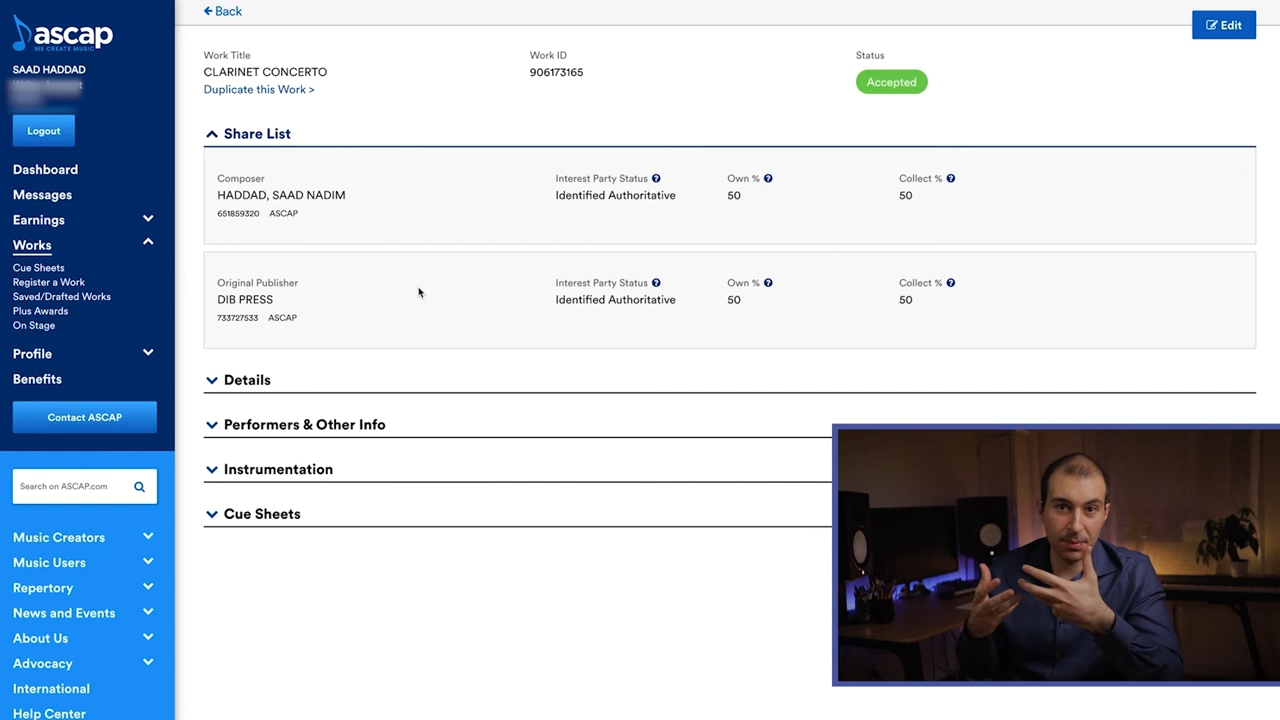 ascap
WE CREATE MUSIC
SAAD HADDAD
Logout
Dashboard
Messages
Earnings
Works
Cue Sheets
Register a Work
Saved/Drafted Works
Plus Awards
On Stage
Profile
Benefits
Contact ASCAP
Search on ASCAP.com
Music Creators
Music Users
Repertory
News and Events
About Us
Advocacy
International
Help Center
Back
Edit
Work Title
CLARINET CONCERTO
Duplicate this Work >
Work ID
906173165
Status
Accepted
Share List
Composer
HADDAD, SAAD NADIM
651859320 ASCAP
Interest Party Status
Identified Authoritative
Own %
50
Collect %
50
Original Publisher
DIB PRESS
733727533 ASCAP
Interest Party Status
Identified Authoritative
Own %
50
Collect %
50
Details
Performers & Other Info
Instrumentation
Cue Sheets